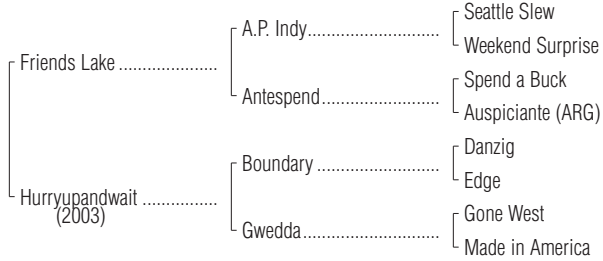 Seattle Slew
A.P. Indy
Weekend Surprise
Friends Lake
Spend a Buck
Antespend
Auspiciante (ARG)
Danzig
Boundary
Edge
Hurryupandwait
(2003)
Gone West
Gwedda
Made in America